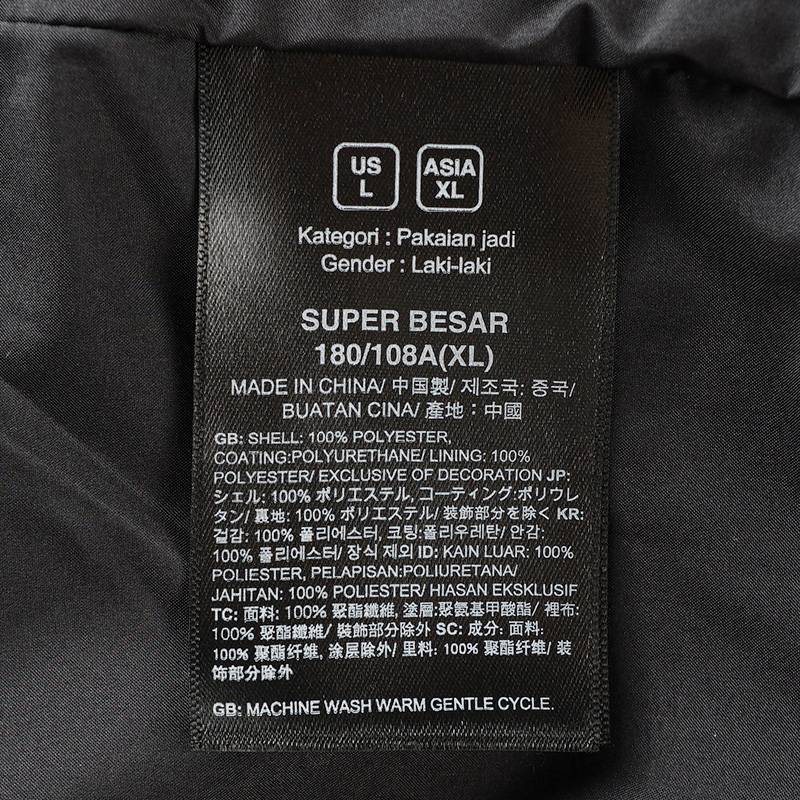 US
L
ASIA
XL
Kategori : Pakaian jadi
Gender : Laki-laki
SUPER BESAR
180/108A(XL)
MADE IN CHINA/ 中国製/ 제조국: 중국/
BUATAN CINA/ 產地：中國
GB: SHELL: 100% POLYESTER,
COATING:POLYURETHANE/ LINING: 100%
POLYESTER/ EXCLUSIVE OF DECORATION JP:
シェル: 100% ポリエステル, コーティング:ポリウレ
タン/ 裏地: 100% ポリエステル/ 装飾部分を除く KR:
겉감: 100% 폴리에스터, 코팅:폴리우레탄/ 안감:
100% 폴리에스터/ 장식 제외 ID: KAIN LUAR: 100%
POLIESTER, PELAPISAN:POLIURETANA/
JAHITAN: 100% POLIESTER/ HIASAN EKSKLUSIF
TC: 面料: 100% 聚酯纖維, 塗層:聚氨基甲酸酯/ 裡布:
100% 聚酯纖維/ 裝飾部分除外 SC: 成分: 面料:
100% 聚酯纤维, 涂层除外/ 里料: 100% 聚酯纤维/ 装
饰部分除外
GB: MACHINE WASH WARM GENTLE CYCLE.